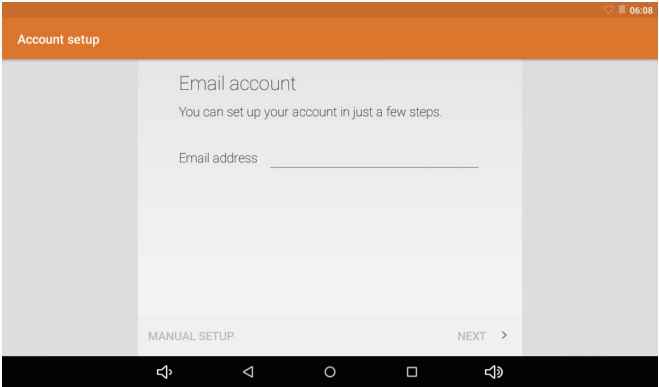 06:08
Account setup
Email account
You can set up your account in just a few steps.
Email address
MANUAL SETUP
NEXT